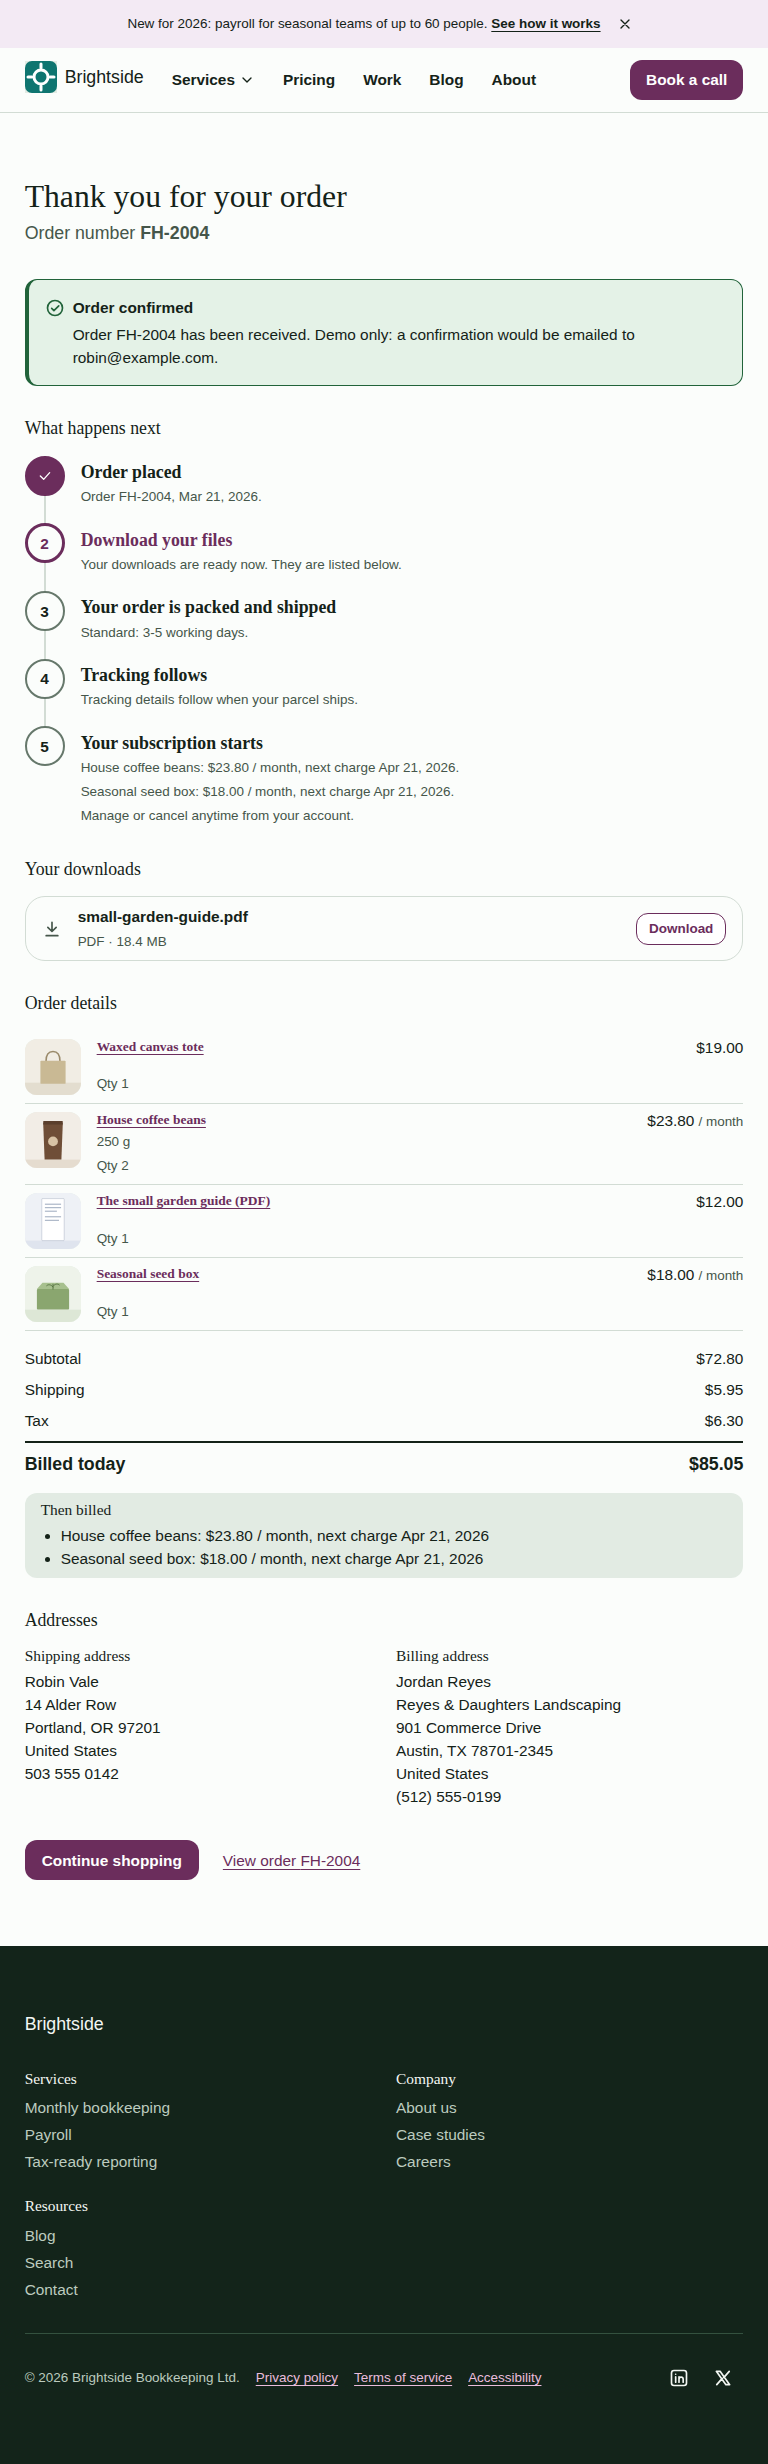 New for 2026: payroll for seasonal teams of up to 60 people. See how it works
Brightside
Services
Pricing
Work
Blog
About
Book a call
Thank you for your order
Order number FH-2004
Order confirmed
Order FH-2004 has been received. Demo only: a confirmation would be emailed to
robin@example.com.
What happens next
Order placed
Order FH-2004, Mar 21, 2026.
2
Download your files
Your downloads are ready now. They are listed below.
3
Your order is packed and shipped
Standard: 3-5 working days.
4
Tracking follows
Tracking details follow when your parcel ships.
5
Your subscription starts
House coffee beans: $23.80 / month, next charge Apr 21, 2026.
Seasonal seed box: $18.00 / month, next charge Apr 21, 2026.
Manage or cancel anytime from your account.
Your downloads
small-garden-guide.pdf
PDF · 18.4 MB
Download
Order details
Waxed canvas tote
$19.00
Qty 1
House coffee beans
$23.80 / month
250 g
Qty 2
The small garden guide (PDF)
$12.00
Qty 1
Seasonal seed box
$18.00 / month
Qty 1
Subtotal
$72.80
Shipping
$5.95
Tax
$6.30
Billed today
$85.05
Then billed
House coffee beans: $23.80 / month, next charge Apr 21, 2026
Seasonal seed box: $18.00 / month, next charge Apr 21, 2026
Addresses
Shipping address
Robin Vale
14 Alder Row
Portland, OR 97201
United States
503 555 0142
Billing address
Jordan Reyes
Reyes & Daughters Landscaping
901 Commerce Drive
Austin, TX 78701-2345
United States
(512) 555-0199
Continue shopping
View order FH-2004
Brightside
Services
Monthly bookkeeping
Payroll
Tax-ready reporting
Company
About us
Case studies
Careers
Resources
Blog
Search
Contact
© 2026 Brightside Bookkeeping Ltd.
Privacy policy
Terms of service
Accessibility